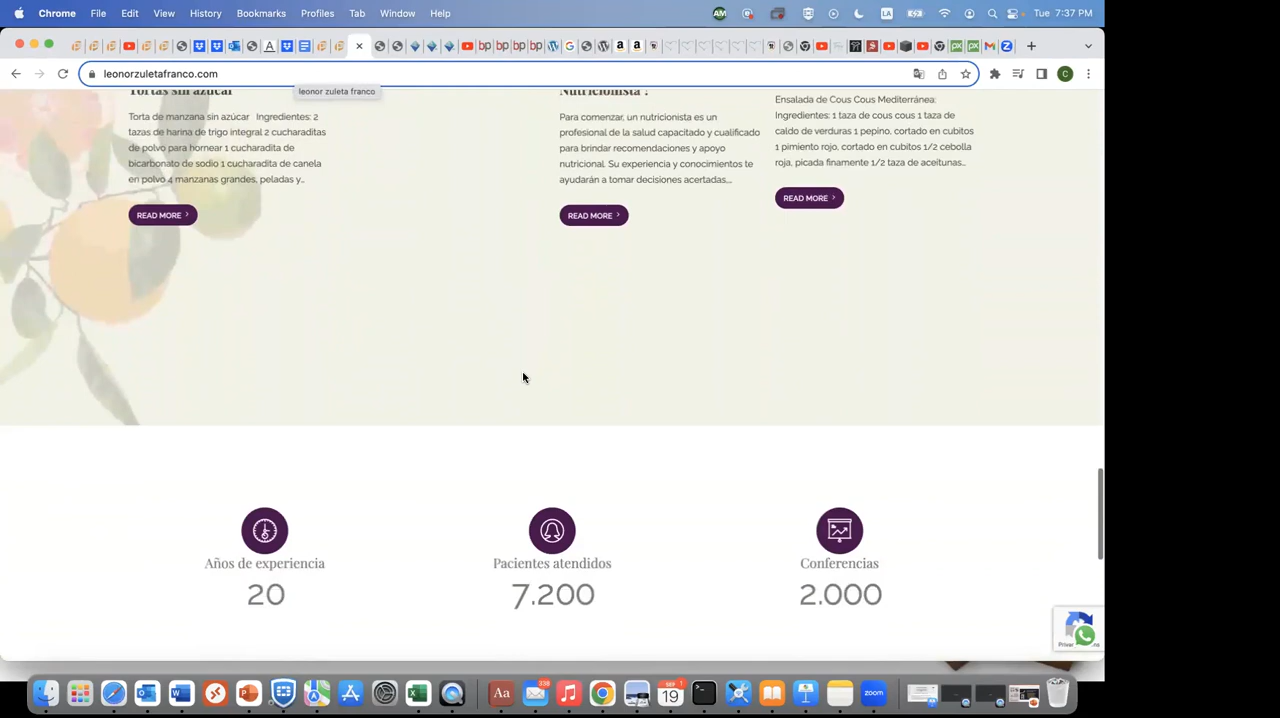 Chrome File Edit View History Bookmarks Profiles Tab Window Help
AM LA Tue 7:37 PM
leonorzuletafranco.com
leonor zuleta franco
Tortas sin azúcar
Torta de manzana sin azúcar Ingredientes: 2
tazas de harina de trigo integral 2 cucharaditas
de polvo para hornear 1 cucharadita de
bicarbonato de sodio 1 cucharadita de canela
en polvo 4 manzanas grandes, peladas y…
READ MORE
Nutricionista ?
Para comenzar, un nutricionista es un
profesional de la salud capacitado y cualificado
para brindar recomendaciones y apoyo
nutricional. Su experiencia y conocimientos te
ayudarán a tomar decisiones acertadas,…
READ MORE
Ensalada de Cous Cous Mediterránea:
Ingredientes: 1 taza de cous cous 1 taza de
caldo de verduras 1 pepino, cortado en cubitos
1 pimiento rojo, cortado en cubitos 1/2 cebolla
roja, picada finamente 1/2 taza de aceitunas…
READ MORE
Años de experiencia
20
Pacientes atendidos
7.200
Conferencias
2.000
SEP
19
Aa
zoom